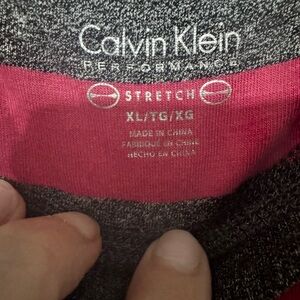 Calvin Klein
PERFORMANCE
STRETCH
XL/TG/XG
MADE IN CHINA
FABRIQUÉ EN CHINE
HECHO EN CHINA